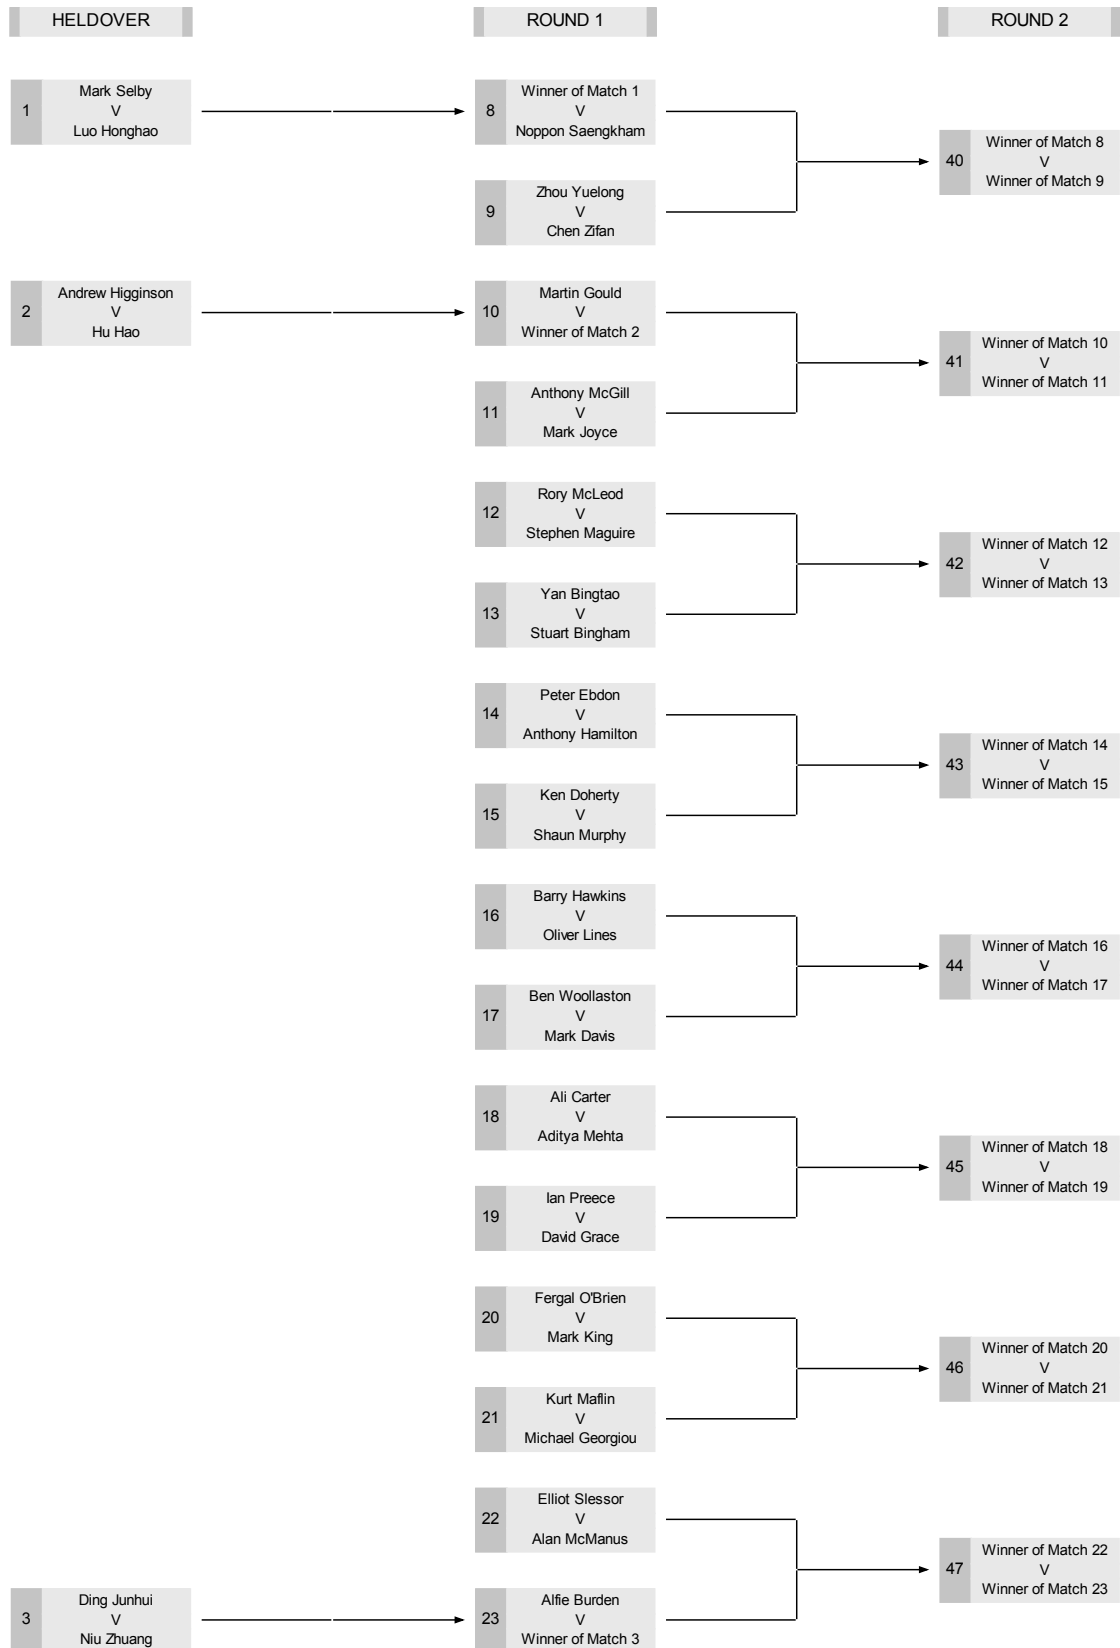 HELDOVER
ROUND 1
ROUND 2
1
Mark Selby
V
Luo Honghao
8
Winner of Match 1
V
Noppon Saengkham
40
Winner of Match 8
V
Winner of Match 9
9
Zhou Yuelong
V
Chen Zifan
2
Andrew Higginson
V
Hu Hao
10
Martin Gould
V
Winner of Match 2
41
Winner of Match 10
V
Winner of Match 11
11
Anthony McGill
V
Mark Joyce
12
Rory McLeod
V
Stephen Maguire
42
Winner of Match 12
V
Winner of Match 13
13
Yan Bingtao
V
Stuart Bingham
14
Peter Ebdon
V
Anthony Hamilton
43
Winner of Match 14
V
Winner of Match 15
15
Ken Doherty
V
Shaun Murphy
16
Barry Hawkins
V
Oliver Lines
44
Winner of Match 16
V
Winner of Match 17
17
Ben Woollaston
V
Mark Davis
18
Ali Carter
V
Aditya Mehta
45
Winner of Match 18
V
Winner of Match 19
19
Ian Preece
V
David Grace
20
Fergal O'Brien
V
Mark King
46
Winner of Match 20
V
Winner of Match 21
21
Kurt Maflin
V
Michael Georgiou
22
Elliot Slessor
V
Alan McManus
47
Winner of Match 22
V
Winner of Match 23
3
Ding Junhui
V
Niu Zhuang
23
Alfie Burden
V
Winner of Match 3